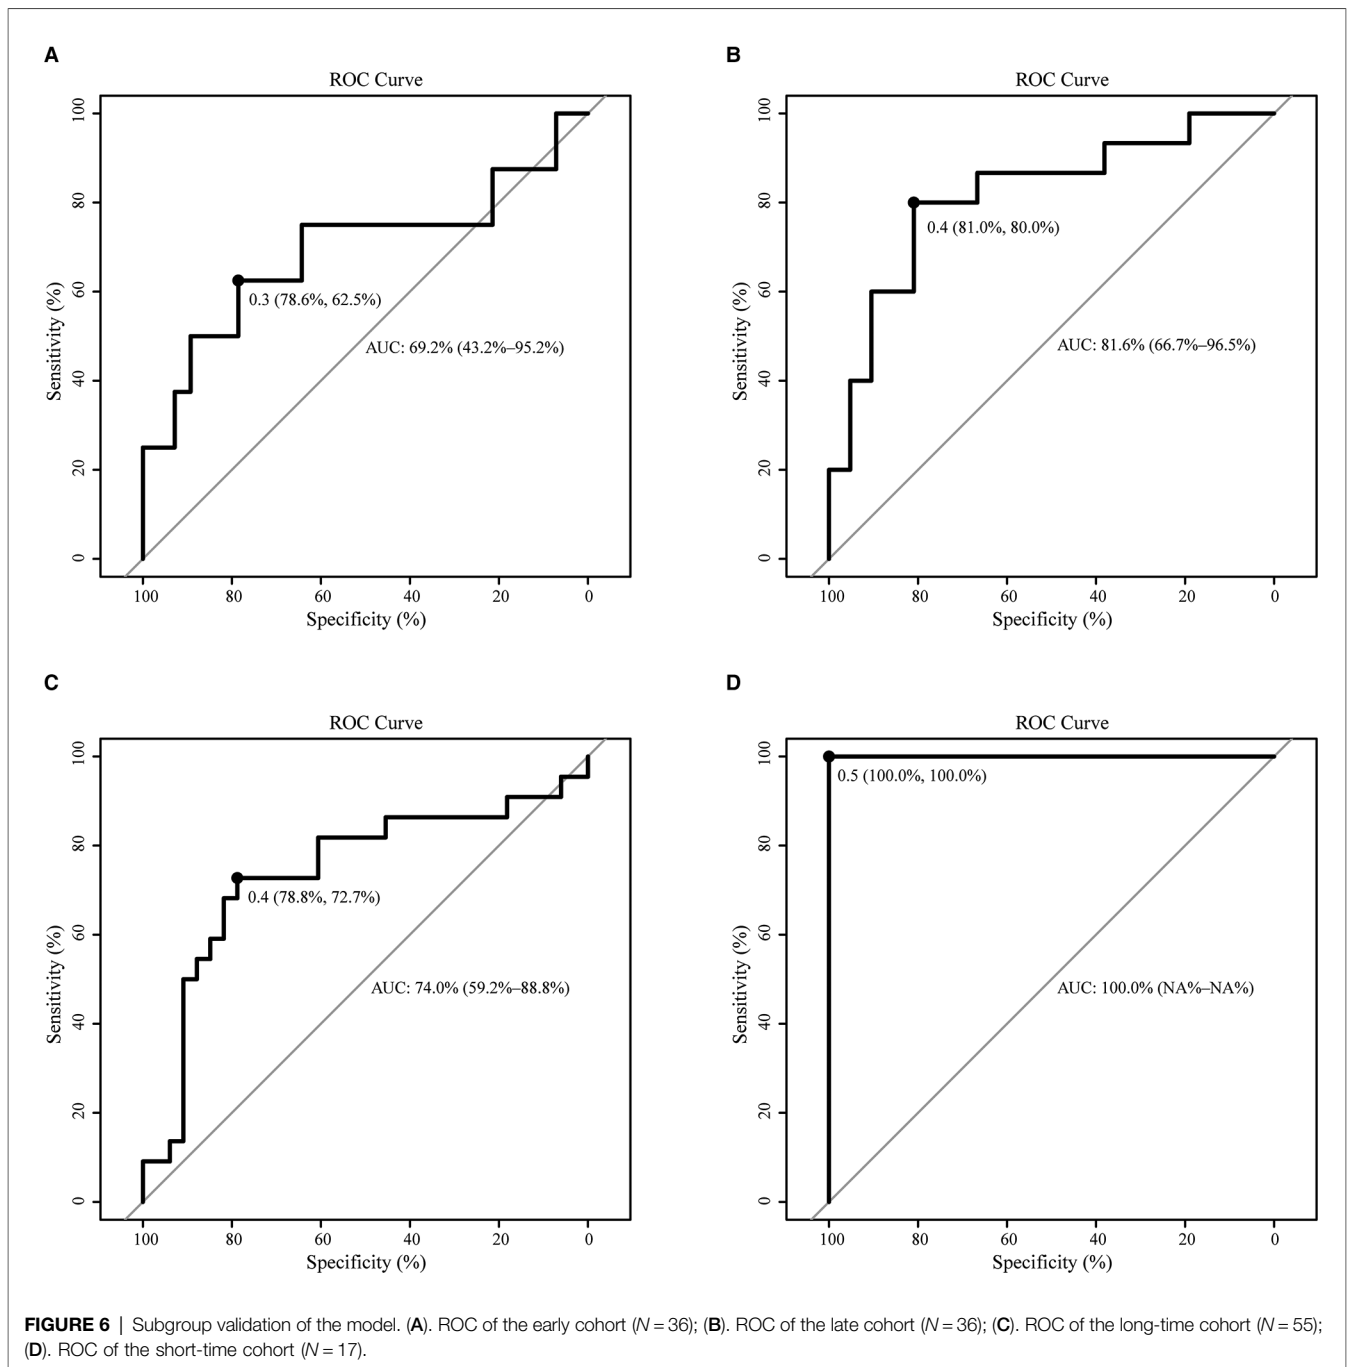 A
ROC Curve
Sensitivity (%)
100
80
60
40
20
0
0.3 (78.6%, 62.5%)
AUC: 69.2% (43.2%–95.2%)
100 80 60 40 20 0
Specificity (%)
B
ROC Curve
Sensitivity (%)
100
80
60
40
20
0
0.4 (81.0%, 80.0%)
AUC: 81.6% (66.7%–96.5%)
100 80 60 40 20 0
Specificity (%)
C
ROC Curve
Sensitivity (%)
100
80
60
40
20
0
0.4 (78.8%, 72.7%)
AUC: 74.0% (59.2%–88.8%)
100 80 60 40 20 0
Specificity (%)
D
ROC Curve
Sensitivity (%)
100
80
60
40
20
0
0.5 (100.0%, 100.0%)
AUC: 100.0% (NA%–NA%)
100 80 60 40 20 0
Specificity (%)
FIGURE 6 | Subgroup validation of the model. (A). ROC of the early cohort (N = 36); (B). ROC of the late cohort (N = 36); (C). ROC of the long-time cohort (N = 55);
(D). ROC of the short-time cohort (N = 17).